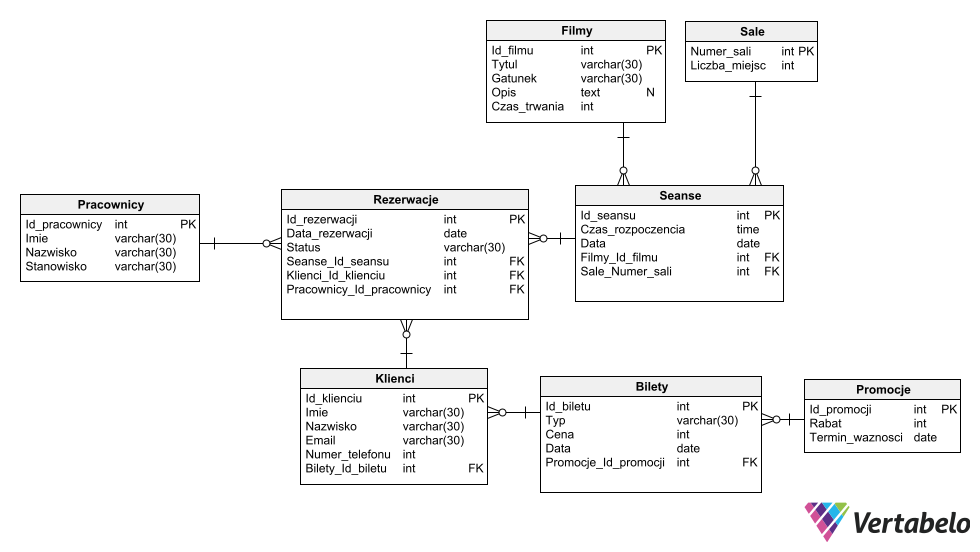 Filmy
Id_filmu int PK
Tytul varchar(30)
Gatunek varchar(30)
Opis text N
Czas_trwania int
Sale
Numer_sali int PK
Liczba_miejsc int
Pracownicy
Id_pracownicy int PK
Imie varchar(30)
Nazwisko varchar(30)
Stanowisko varchar(30)
Rezerwacje
Id_rezerwacji int PK
Data_rezerwacji date
Status varchar(30)
Seanse_Id_seansu int FK
Klienci_Id_klienciu int FK
Pracownicy_Id_pracownicy int FK
Seanse
Id_seansu int PK
Czas_rozpoczencia time
Data date
Filmy_Id_filmu int FK
Sale_Numer_sali int FK
Klienci
Id_klienciu int PK
Imie varchar(30)
Nazwisko varchar(30)
Email varchar(30)
Numer_telefonu int
Bilety_Id_biletu int FK
Bilety
Id_biletu int PK
Typ varchar(30)
Cena int
Data date
Promocje_Id_promocji int FK
Promocje
Id_promocji int PK
Rabat int
Termin_waznosci date
Vertabelo